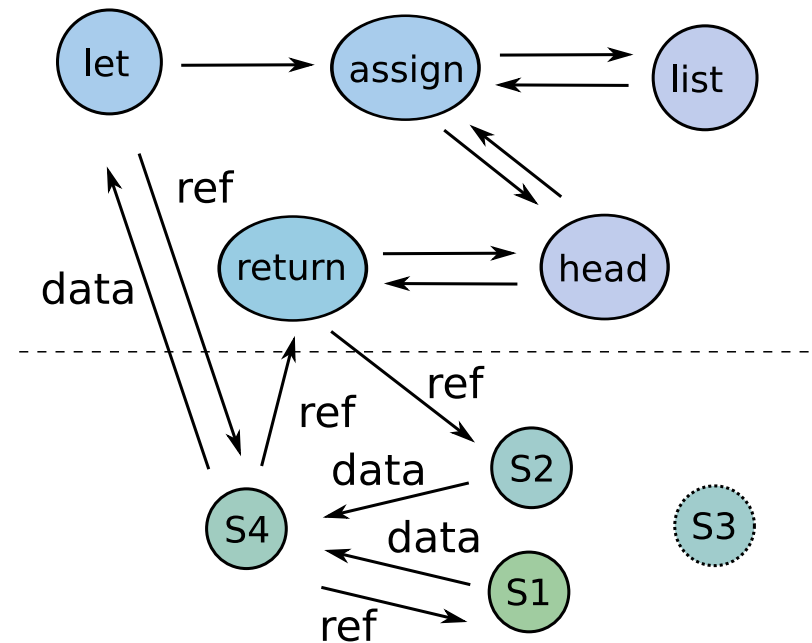 let
assign
list
ref
return
head
data
ref
ref
S2
data
S4
S3
data
S1
ref